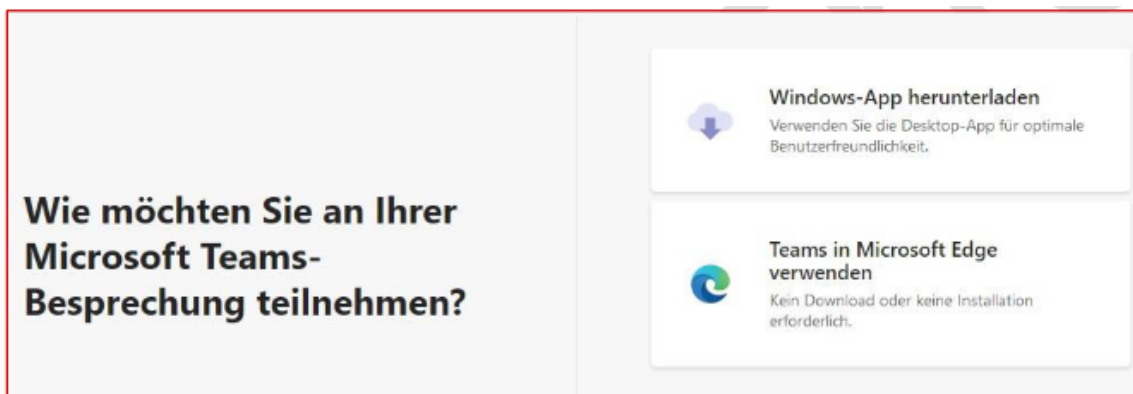 Wie möchten Sie an Ihrer
Microsoft Teams-
Besprechung teilnehmen?
Windows-App herunterladen
Verwenden Sie die Desktop-App für optimale
Benutzerfreundlichkeit.
Teams in Microsoft Edge
verwenden
Kein Download oder keine Installation
erforderlich.